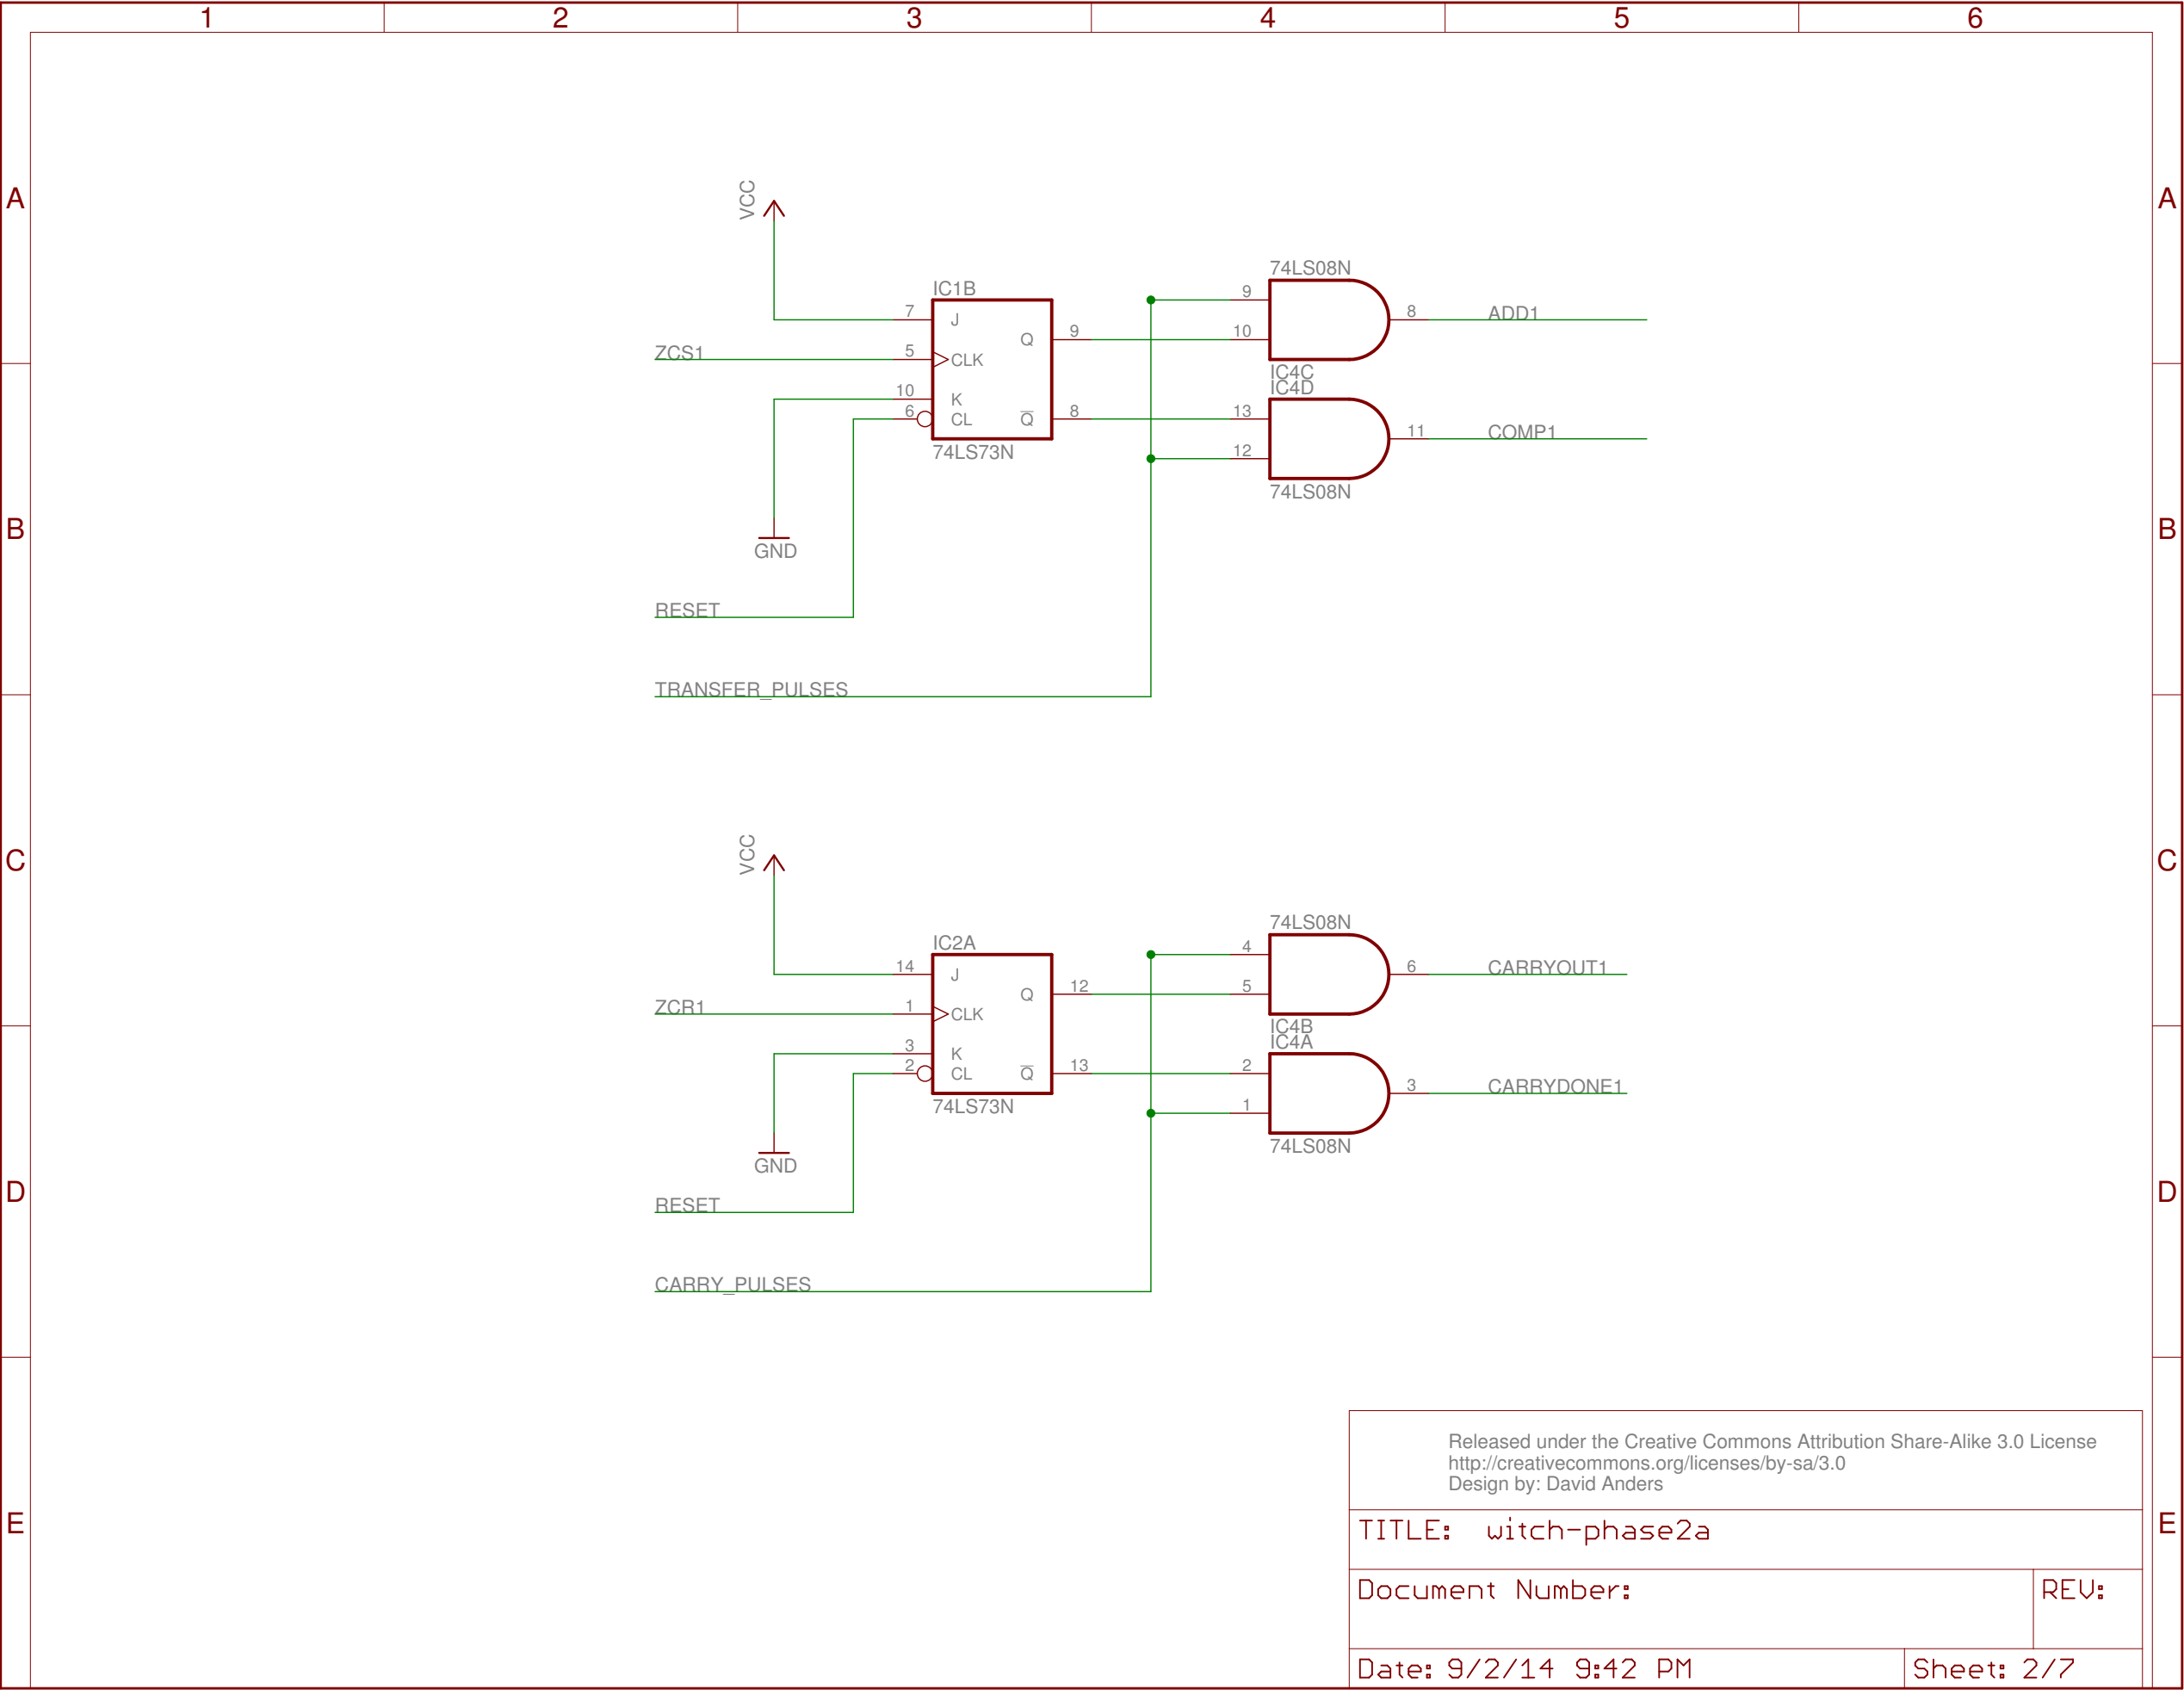 1 2 3 4 5 6
A A
VCC
74LS08N
IC1B
7 J
9
8 ADD1
Q 9
10
ZCS1 5 CLK
IC4C
IC4D
10 K
6 CL
Q 8
13
11 COMP1
74LS73N
12
74LS08N
B B
GND
RESET
TRANSFER_PULSES
VCC
C C
74LS08N
IC2A
14 J
4
6 CARRYOUT1
Q 12
5
ZCR1 1 CLK
IC4B
IC4A
3 K
2 CL
Q 13
2
3 CARRYDONE1
74LS73N
1
74LS08N
GND
D D
RESET
CARRY_PULSES
Released under the Creative Commons Attribution Share-Alike 3.0 License
http://creativecommons.org/licenses/by-sa/3.0
Design by: David Anders
E E
TITLE: witch-phase2a
Document Number:
REV:
Date: 9/2/14 9:42 PM
Sheet: 2/7